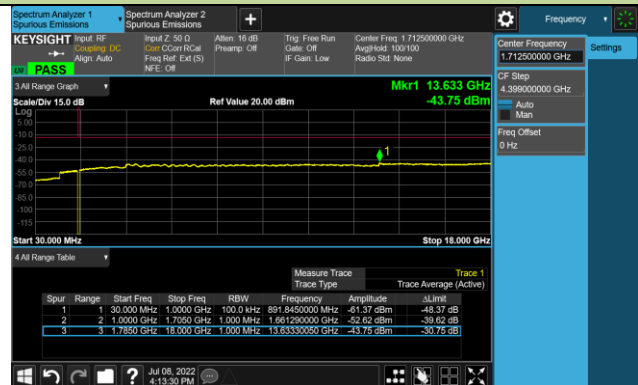 Spectrum Analyzer 1
Spurious Emissions
Spectrum Analyzer 2
Spurious Emissions
+
Frequency
KEYSIGHT
Input: RF
Coupling: DC
Align: Auto
Input Z: 50 Ω
Corr CCorr RCal
Freq Ref: Ext (S)
NFE: Off
Atten: 16 dB
Preamp: Off
Trig: Free Run
Gate: Off
IF Gain: Low
Center Freq: 1.712500000 GHz
Avg|Hold: 100/100
Radio Std: None
PASS
Center Frequency
1.712500000 GHz
Settings
CF Step
4.399000000 GHz
Auto
Man
Freq Offset
0 Hz
3 All Range Graph
Mkr1 13.633 GHz
Scale/Div 15.0 dB
Ref Value 20.00 dBm
-43.75 dBm
Log
5.00
-10.0
-25.0
-40.0
-55.0
-70.0
-85.0
-100
-115
1
Start 30.000 MHz
Stop 18.000 GHz
4 All Range Table
Measure Trace
Trace 1
Trace Type
Trace Average (Active)
Spur Range Start Freq Stop Freq RBW Frequency Amplitude ΔLimit
1 1 30.000 MHz 1.0000 GHz 100.0 kHz 891.8450000 MHz -61.37 dBm -48.37 dB
2 2 1.0000 GHz 1.7050 GHz 1.000 MHz 1.661290000 GHz -52.62 dBm -39.62 dB
3 3 1.7850 GHz 18.000 GHz 1.000 MHz 13.63330050 GHz -43.75 dBm -30.75 dB
?
Jul 08, 2022
4:13:30 PM